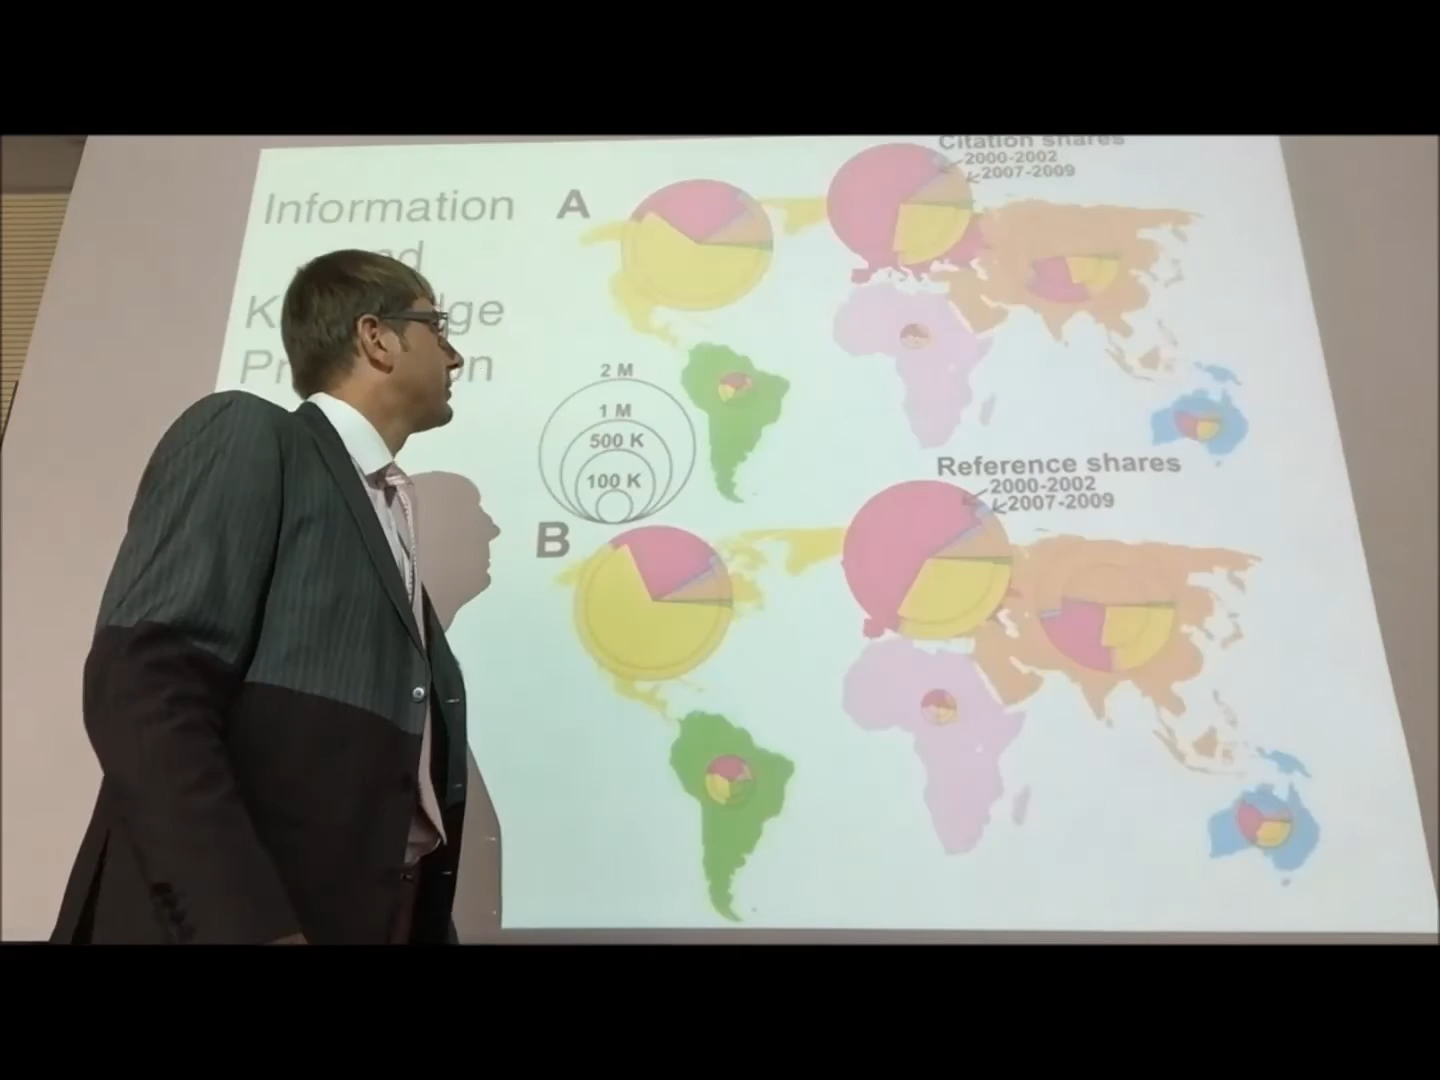 Information
Citation shares
2000-2002
2007-2009
A
2 M
1 M
500 K
100 K
Reference shares
2000-2002
2007-2009
B